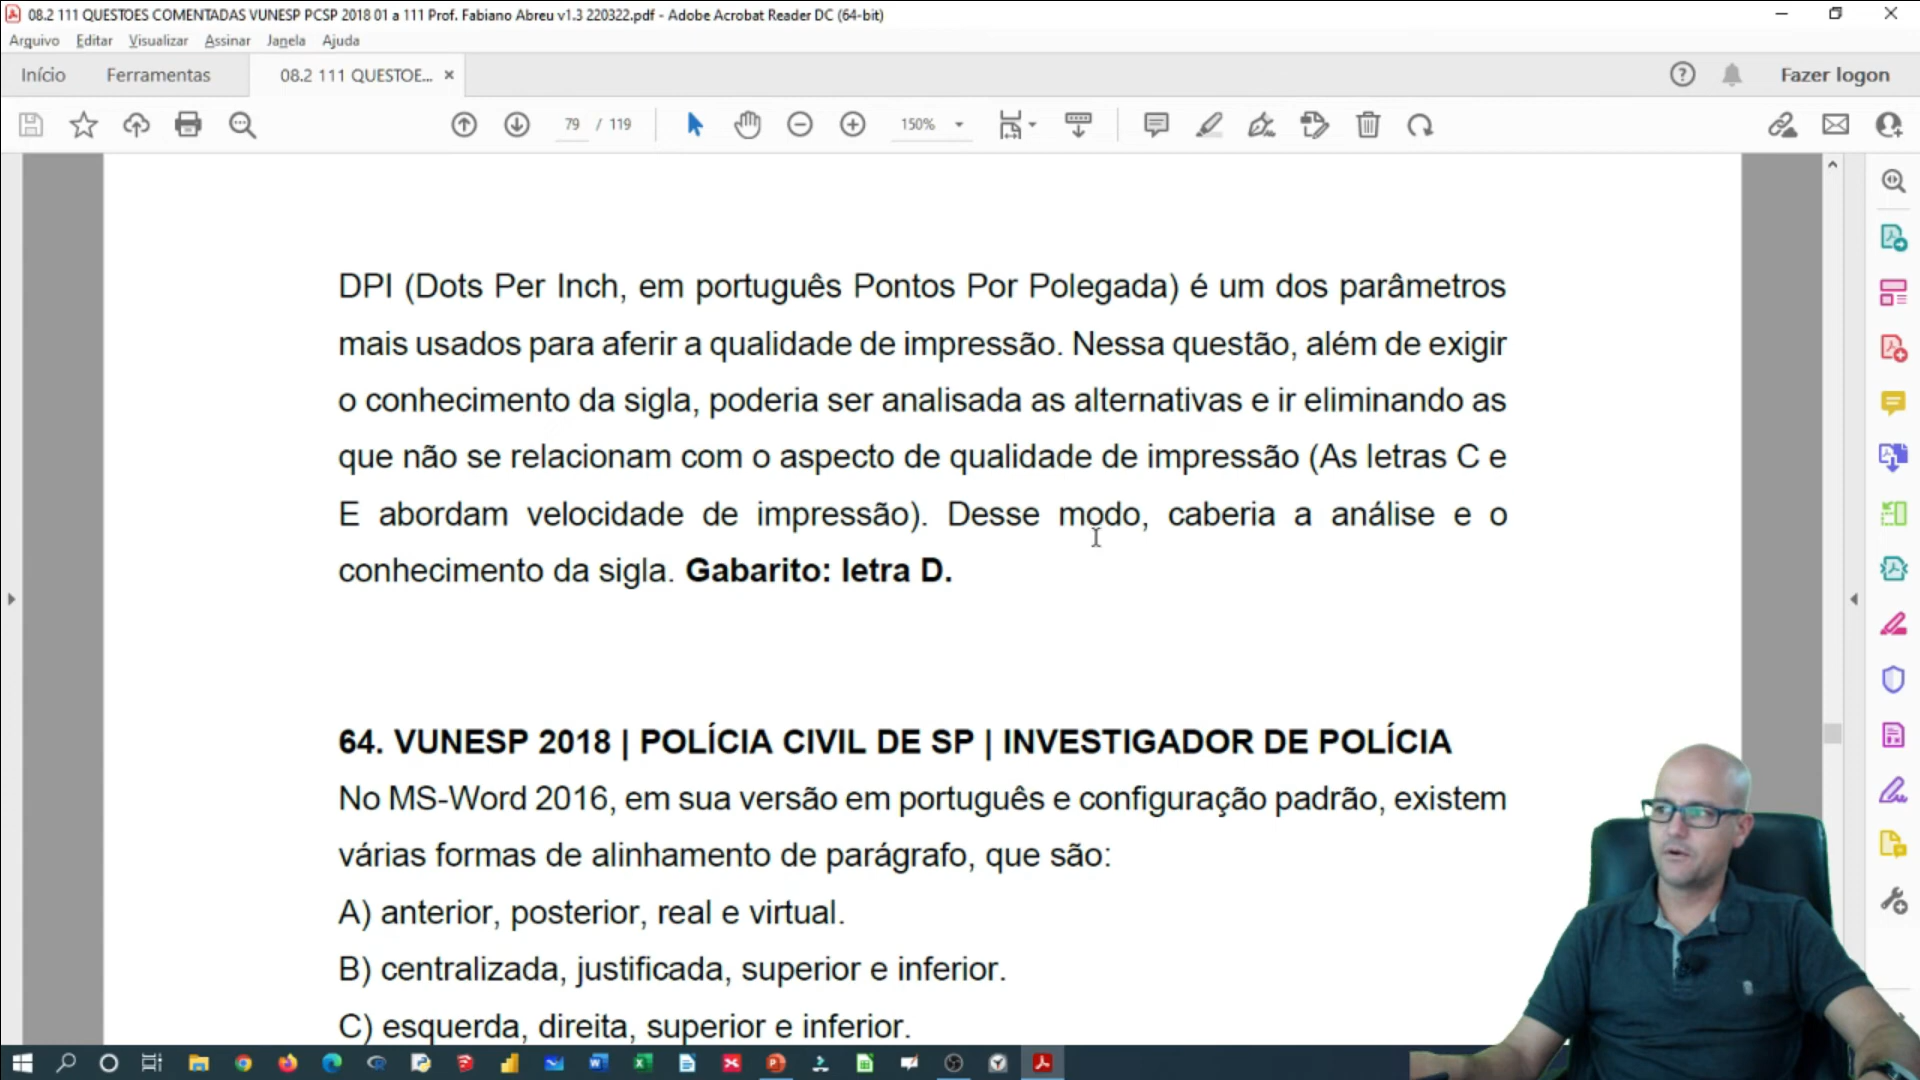 08.2 111 QUESTOES COMENTADAS VUNESP PCSP 2018 01 a 111 Prof. Fabiano Abreu v1.3 220322.pdf - Adobe Acrobat Reader DC (64-bit)
Arquivo Editar Visualizar Assinar Janela Ajuda
Início Ferramentas 08.2 111 QUESTOE... Fazer logon
79 / 119 150%
DPI (Dots Per Inch, em português Pontos Por Polegada) é um dos parâmetros
mais usados para aferir a qualidade de impressão. Nessa questão, além de exigir
o conhecimento da sigla, poderia ser analisada as alternativas e ir eliminando as
que não se relacionam com o aspecto de qualidade de impressão (As letras C e
E abordam velocidade de impressão). Desse modo, caberia a análise e o
conhecimento da sigla. Gabarito: letra D.
64. VUNESP 2018 | POLÍCIA CIVIL DE SP | INVESTIGADOR DE POLÍCIA
No MS-Word 2016, em sua versão em português e configuração padrão, existem
várias formas de alinhamento de parágrafo, que são:
A) anterior, posterior, real e virtual.
B) centralizada, justificada, superior e inferior.
C) esquerda, direita, superior e inferior.